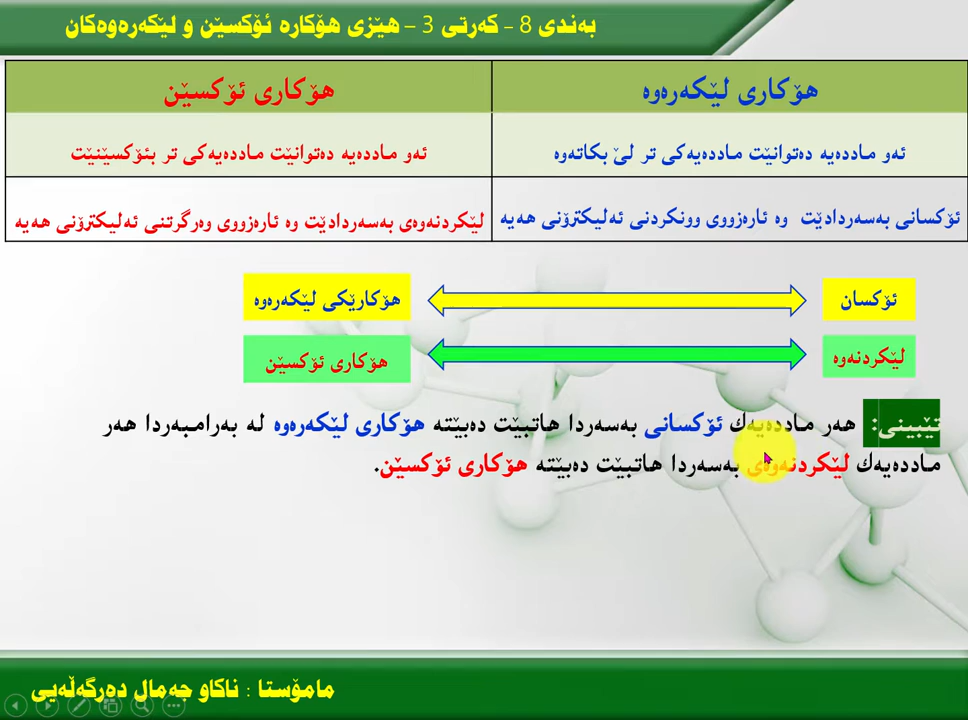 بەندی 8 - کەرتی 3 – هێزی هۆکارە ئۆکسێن و لێکەرەوەکان
هۆکاری لێکەرەوە
هۆکاری ئۆکسێن
ئەو ماددەیە دەتوانێت ماددەیەکی تر لێ بکاتەوە
ئەو ماددەیە دەتوانێت ماددەیەکی تر بئۆکسێنێت
ئۆکسانی بەسەردادێت وە ئارەزووی وونکردنی ئەلیکترۆنی هەیە
لێکردنەوەی بەسەردادێت وە ئارەزووی وەرگرتنی ئەلیکترۆنی هەیە
ئۆکسان
هۆکارێکی لێکەرەوە
لێکردنەوە
هۆکاری ئۆکسێن
تێبینی: هەر ماددەیەك ئۆکسانی بەسەردا هاتبێت دەبێتە هۆکاری لێکەرەوە لە بەرامبەردا هەر
ماددەیەك لێکردنەوەی بەسەردا هاتبێت دەبێتە هۆکاری ئۆکسێن.
مامۆستا : ناکاو جەمال دەرگەڵەیی